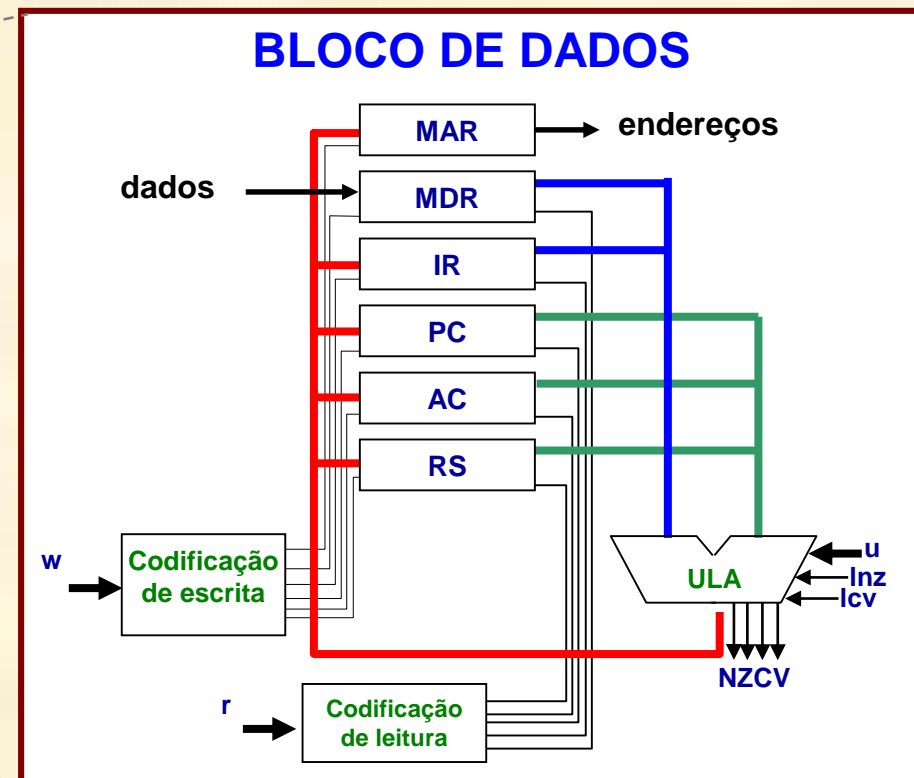 BLOCO DE DADOS
MAR
endereços
dados
MDR
IR
PC
AC
RS
w
Codificação
de escrita
u
ULA
lnz
lcv
NZCV
r
Codificação
de leitura